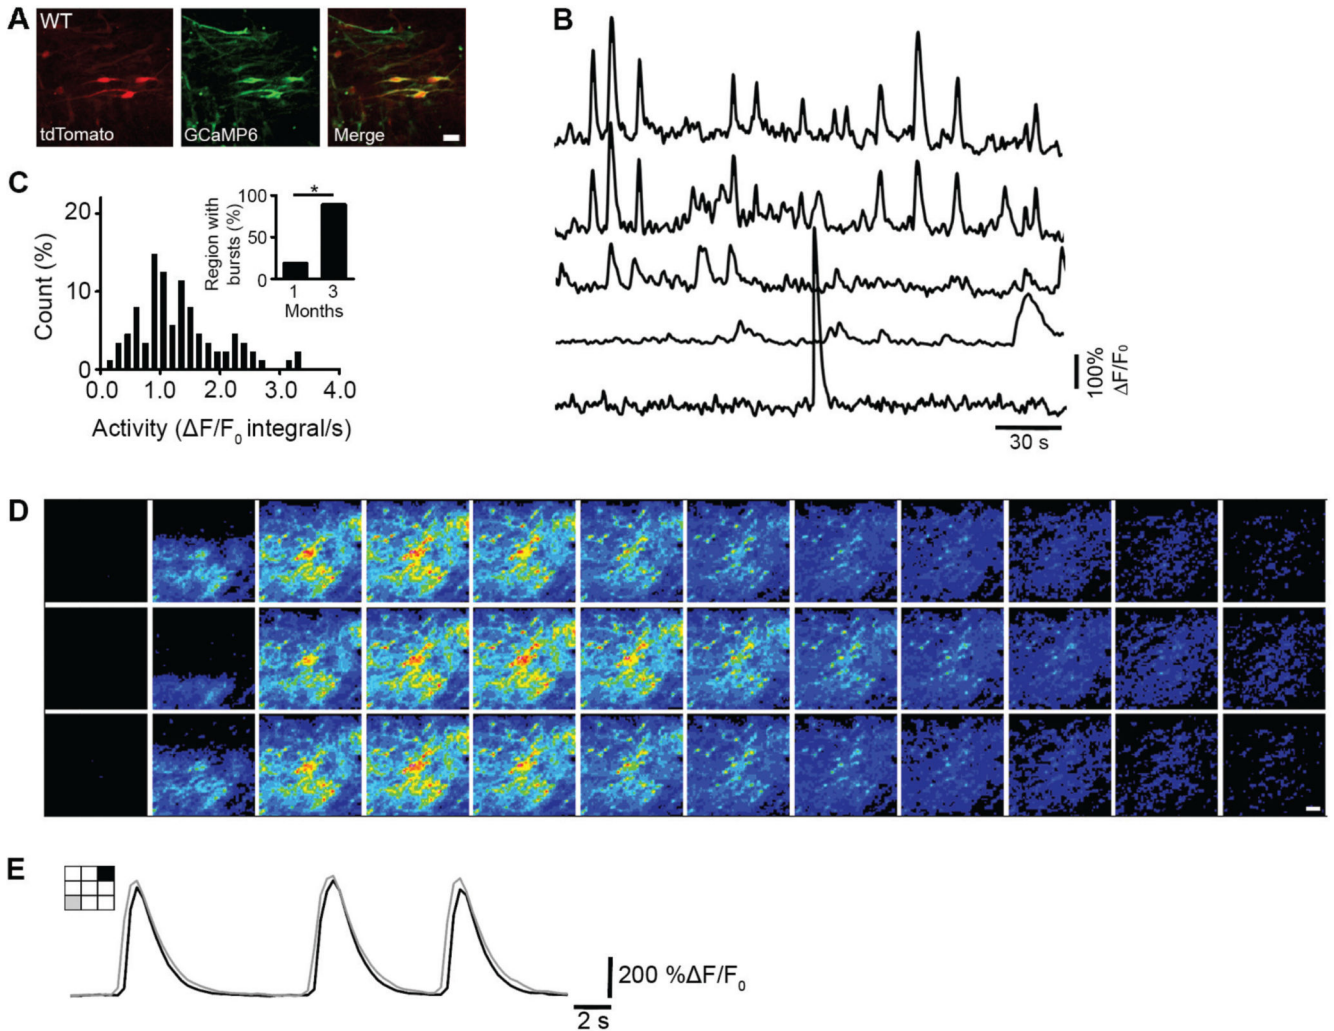 A
WT
tdTomato
GCaMP6
Merge
B
100%
ΔF/F₀
30 s
C
Count (%)
20
10
0
0.0
1.0
2.0
3.0
4.0
Activity (ΔF/F₀ integral/s)
Region with
bursts (%)
100
50
0
*
1
3
Months
D
E
200 %ΔF/F₀
2 s